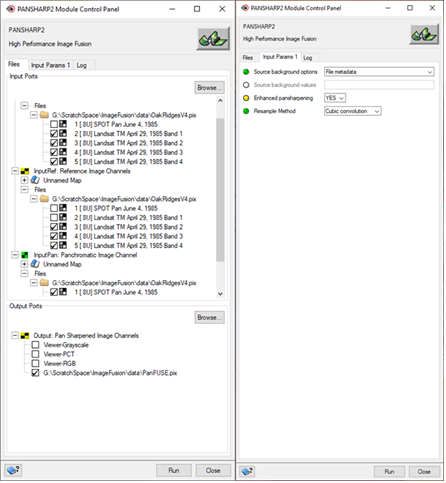 PANSHARP2 Module Control Panel
PANSHARP2
High Performance Image Fusion
Files Input Params 1 Log
Input Ports
Browse...
Files
G:\ScratchSpace\ImageFusion\data\OakRidgesV4.pix
1 [ 8U] SPOT Pan June 4, 1985
2 [ 8U] Landsat TM April 29, 1985 Band 1
3 [ 8U] Landsat TM April 29, 1985 Band 2
4 [ 8U] Landsat TM April 29, 1985 Band 3
5 [ 8U] Landsat TM April 29, 1985 Band 4
InputRef: Reference Image Channels
Unnamed Map
Files
G:\ScratchSpace\ImageFusion\data\OakRidgesV4.pix
1 [ 8U] SPOT Pan June 4, 1985
2 [ 8U] Landsat TM April 29, 1985 Band 1
3 [ 8U] Landsat TM April 29, 1985 Band 2
4 [ 8U] Landsat TM April 29, 1985 Band 3
5 [ 8U] Landsat TM April 29, 1985 Band 4
InputPan: Panchromatic Image Channel
Unnamed Map
Files
G:\ScratchSpace\ImageFusion\data\OakRidgesV4.pix
1 [ 8U] SPOT Pan June 4, 1985
Output Ports
Browse...
Output: Pan Sharpened Image Channels
Viewer-Grayscale
Viewer-PCT
Viewer-RGB
G:\ScratchSpace\ImageFusion\data\PanFUSE.pix
Run Close
PANSHARP2 Module Control Panel
PANSHARP2
High Performance Image Fusion
Files Input Params 1 Log
Source background options File metadata
Source background values
Enhanced pansharpening YES
Resample Method Cubic convolution
Run Close